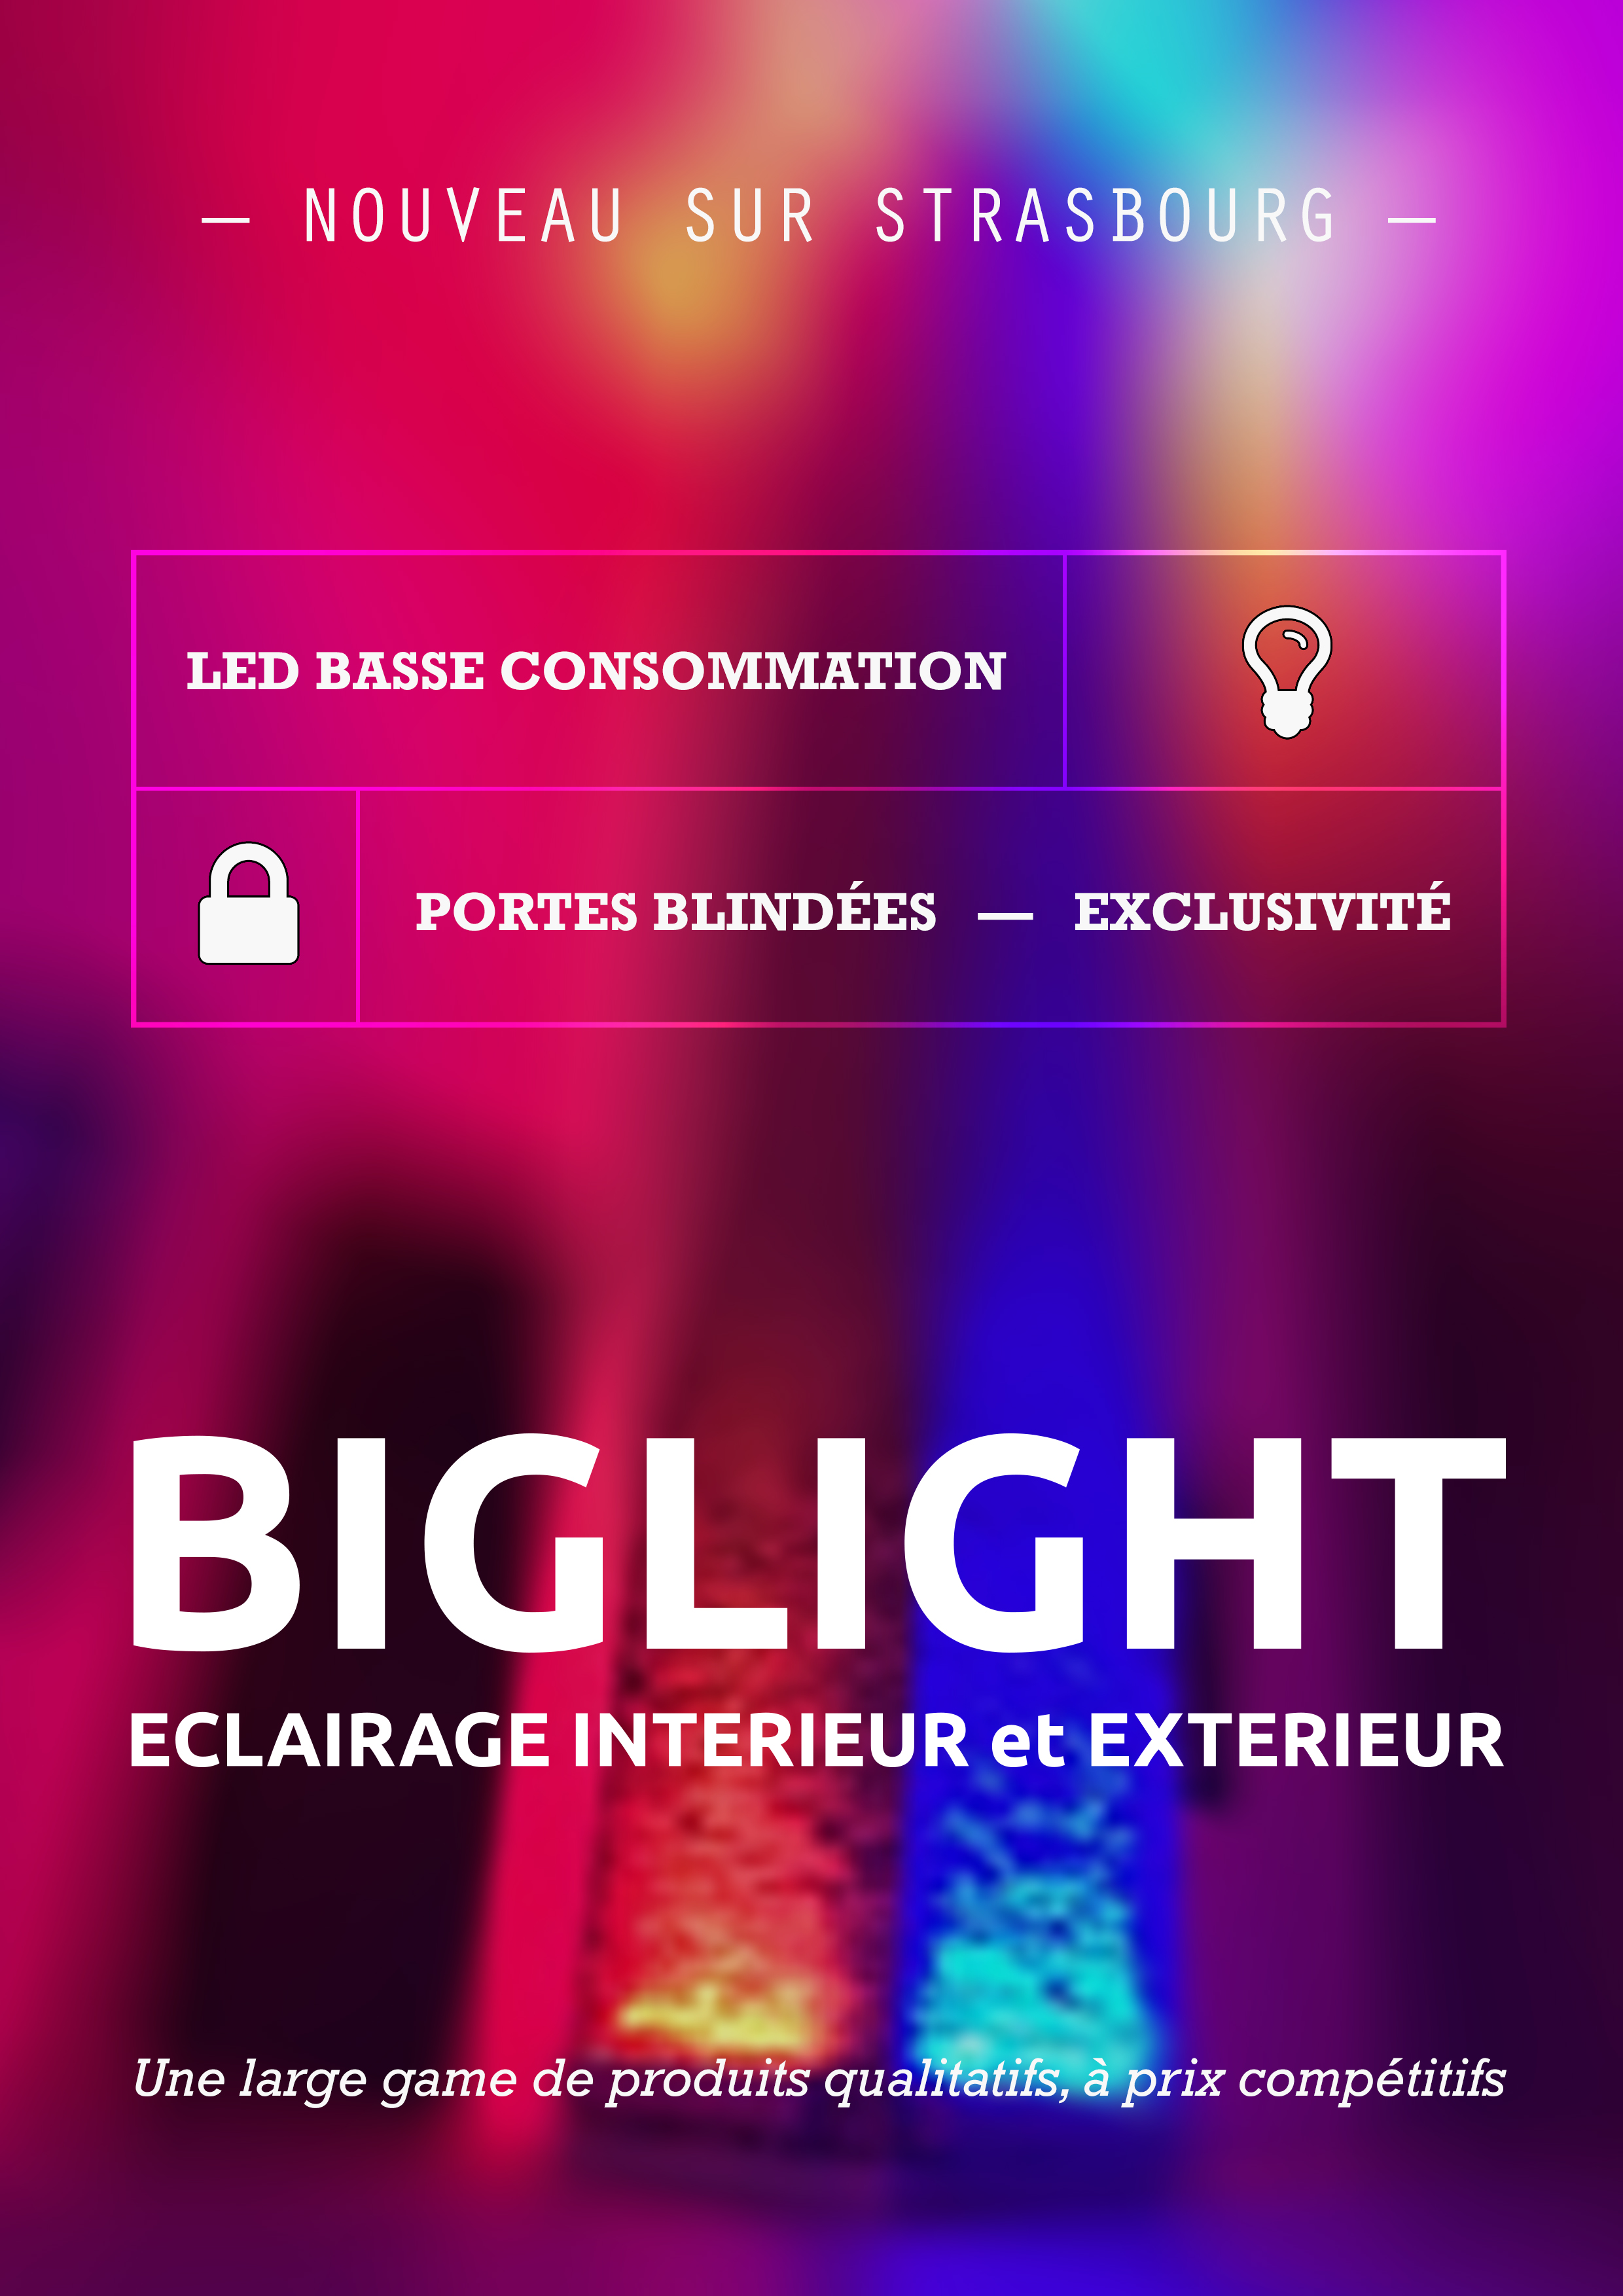 — NOUVEAU SUR STRASBOURG —
LED BASSE CONSOMMATION
PORTES BLINDÉES — EXCLUSIVITÉ
BIGLIGHT
ECLAIRAGE INTERIEUR et EXTERIEUR
Une large game de produits qualitatifs, à prix compétitifs